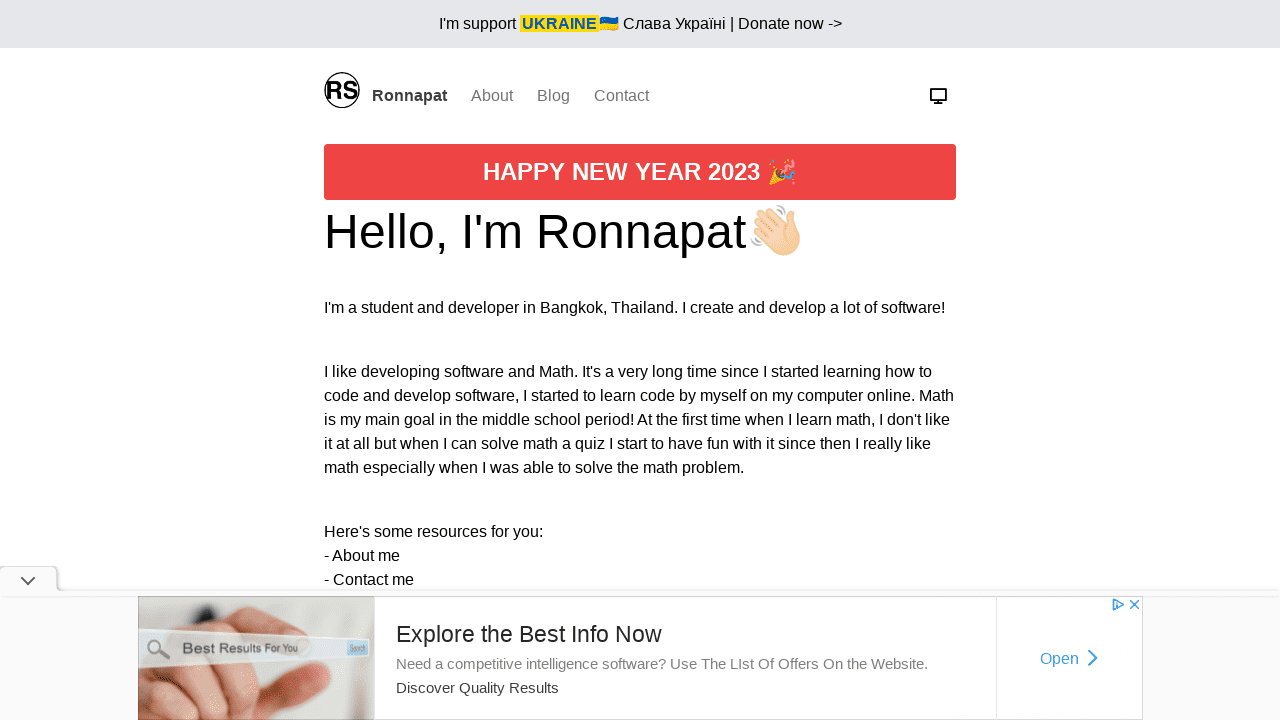 I'm support UKRAINE 🇺🇦 Слава Україні | Donate now ->
RS Ronnapat About Blog Contact
HAPPY NEW YEAR 2023 🎉
Hello, I'm Ronnapat👋🏻
I'm a student and developer in Bangkok, Thailand. I create and develop a lot of software!
I like developing software and Math. It's a very long time since I started learning how to
code and develop software, I started to learn code by myself on my computer online. Math
is my main goal in the middle school period! At the first time when I learn math, I don't like
it at all but when I can solve math a quiz I start to have fun with it since then I really like
math especially when I was able to solve the math problem.
Here's some resources for you:
- About me
- Contact me
Best Results For You Search
Explore the Best Info Now
Need a competitive intelligence software? Use The LIst Of Offers On the Website.
Discover Quality Results
Open